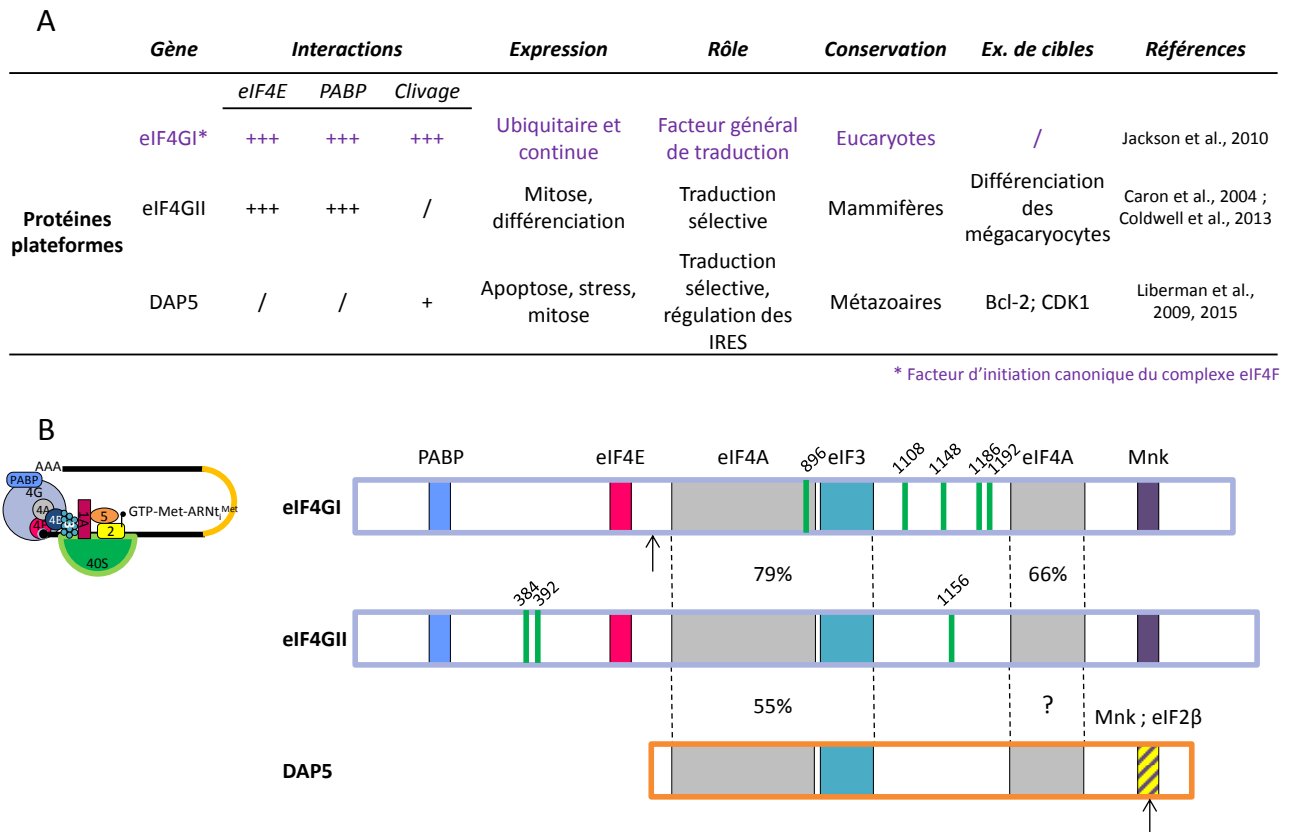 A
Gène Interactions Expression Rôle Conservation Ex. de cibles Références
eIF4E PABP Clivage
Protéines
plateformes
eIF4GI* +++ +++ +++ Ubiquitaire et
continue
Facteur général
de traduction
Eucaryotes / Jackson et al., 2010
eIF4GII +++ +++ / Mitose,
différenciation
Traduction
sélective
Mammifères
Différenciation
des
mégacaryocytes
Caron et al., 2004 ;
Coldwell et al., 2013
DAP5 / / + Apoptose, stress,
mitose
Traduction
sélective,
régulation des
IRES
Métazoaires Bcl-2; CDK1 Liberman et al.,
2009, 2015
* Facteur d'initiation canonique du complexe eIF4F
B
AAA
PABP
4G
4A
5
2
GTP-Met-ARNtiMet
40S
PABP eIF4E eIF4A 896 eIF3 1108 1148 1186 1192 eIF4A Mnk
eIF4GI
79% 66%
384 392 1156
eIF4GII
55% ?
Mnk ; eIF2β
DAP5